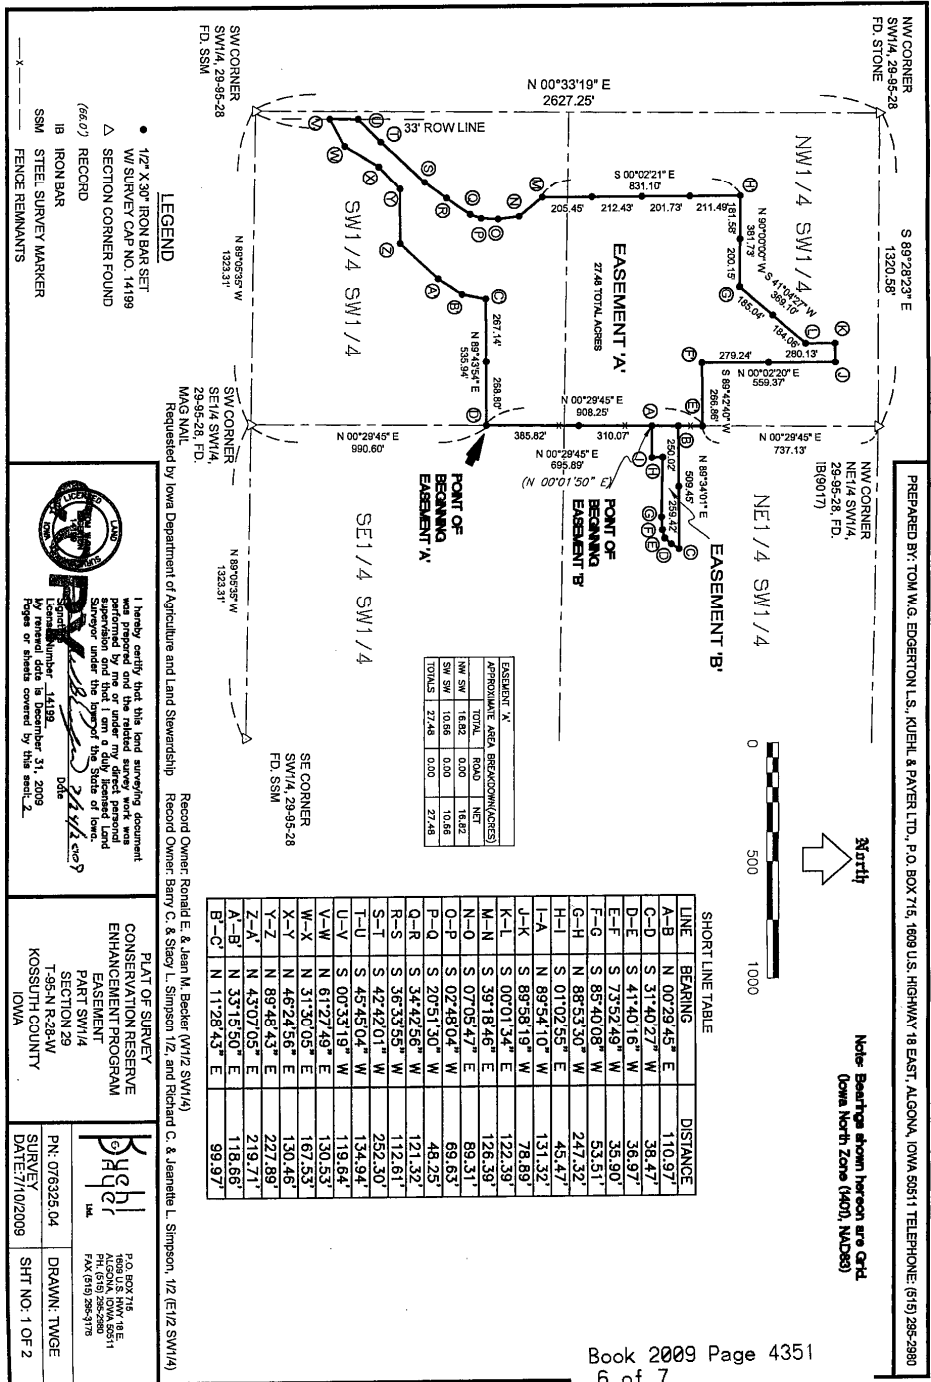 PREPARED BY: TOM W.G. EDGERTON L.S., KUEHL & PAYER LTD., P.O. BOX 715, 1609 U.S. HIGHWAY 18 EAST, ALGONA, IOWA 50511 TELEPHONE: (515) 295-2980
NW CORNER
SW1/4, 29-95-28
FD. STONE
S 89°28'23" E
1320.58'
NW CORNER
NE1/4 SW1/4,
29-95-28, FD.
IB(9017)
N 00°33'19" E
2627.25'
33' ROW LINE
NW1/4 SW1/4
NE1/4 SW1/4
SW1/4 SW1/4
SE1/4 SW1/4
EASEMENT 'A'
27.48 TOTAL ACRES
EASEMENT 'B'
S 00°02'21" E
831.10'
205.45'
212.43'
201.73'
211.49'
N 90°00'00" W
381.73'
181.58'
200.15'
S 41°04'27" W
369.10'
185.04'
184.06'
N 00°02'20" E
559.37'
279.24'
280.13'
S 89°42'40" W
266.86'
N 00°29'45" E
737.13'
N 00°29'45" E
908.25'
N 00°29'45" E
695.89'
(N 00°01'50" E)
385.82'
310.07'
N 89°34'01" E
509.45'
250.02'
259.42'
N 89°43'54" E
535.94'
267.14'
268.80'
N 00°29'45" E
990.60'
N 89°05'35" W
1323.31'
N 89°05'35" W
1323.31'
H
G
L
K
J
F
E
D
C
B'
A'
Z
Y
X
W
V
U
T
S
R
Q
P
O
N
M
A
B
C
D
E
F
G
H
J
POINT OF
BEGINNING
EASEMENT 'A'
POINT OF
BEGINNING
EASEMENT 'B'
SW CORNER
SW1/4, 29-95-28
FD. SSM
SW CORNER
SE1/4 SW1/4,
29-95-28, FD.
MAG NAIL
SE CORNER
SW1/4, 29-95-28
FD. SSM
EASEMENT 'A'
APPROXIMATE AREA BREAKDOWN(ACRES)
TOTAL ROAD NET
NW SW 16.82 0.00 16.82
SW SW 10.66 0.00 10.66
TOTALS 27.48 0.00 27.48
0 500 1000
North
Note: Bearings shown hereon are Grid.
(Iowa North Zone (1401), NAD83)
SHORT LINE TABLE
LINE BEARING DISTANCE
A-B N 00°29'45" E 110.97'
C-D S 31°40'27" W 38.47'
D-E S 41°40'16" W 36.97'
E-F S 73°52'49" W 35.90'
F-G S 85°40'08" W 53.51'
G-H N 88°53'30" W 247.32'
H-I S 01°02'55" E 45.47'
I-A N 89°54'10" W 131.32'
J-K S 89°58'19" W 78.89'
K-L S 00°01'34" E 122.39'
M-N S 39°18'46" E 126.39'
N-O S 07°05'47" E 89.31'
O-P S 02°48'04" W 69.63'
P-Q S 20°51'30" W 48.25'
Q-R S 34°42'56" W 121.32'
R-S S 36°33'55" W 112.61'
S-T S 42°42'01" W 252.30'
T-U S 45°45'04" W 134.94'
U-V S 00°33'19" W 119.64'
V-W N 61°27'49" E 130.53'
W-X N 31°30'05" E 167.53'
X-Y N 46°24'56" E 130.46'
Y-Z N 89°48'43" E 227.89'
Z-A' N 43°07'05" E 219.71'
A'-B' N 33°15'50" E 118.66'
B'-C' N 11°28'43" E 99.97'
LEGEND
1/2" X 30" IRON BAR SET
W/ SURVEY CAP NO. 14199
SECTION CORNER FOUND
(66.0') RECORD
IB IRON BAR
SSM STEEL SURVEY MARKER
—x— FENCE REMNANTS
Record Owner: Ronald E. & Jean M. Becker (W1/2 SW1/4)
Requested by Iowa Department of Agriculture and Land Stewardship Record Owner: Barry C. & Stacy L. Simpson 1/2, and Richard C. & Jeanette L. Simpson, 1/2 (E1/2 SW1/4)
LICENSED
LAND
SURVEYOR
IOWA
I hereby certify that this land surveying document
was prepared and the related survey work was
performed by me or under my direct personal
supervision and that I am a duly licensed Land
Surveyor under the laws of the State of Iowa.
7/24/2009
Date
License Number 14199
My renewal date is December 31, 2009
Pages or sheets covered by this seal: 2
PLAT OF SURVEY
CONSERVATION RESERVE
ENHANCEMENT PROGRAM
EASEMENT
PART SW1/4
SECTION 29
T-95-N R-28-W
KOSSUTH COUNTY
IOWA
Kuehl
& Payer
Ltd.
P.O. BOX 715
1609 U.S. HWY 18 E.
ALGONA, IOWA 50511
PH. (515) 295-2980
FAX (515) 295-3176
PN: 076325.04
DRAWN: TWGE
SURVEY
DATE:7/10/2009
SHT NO: 1 OF 2
Book 2009 Page 4351
6 of 7